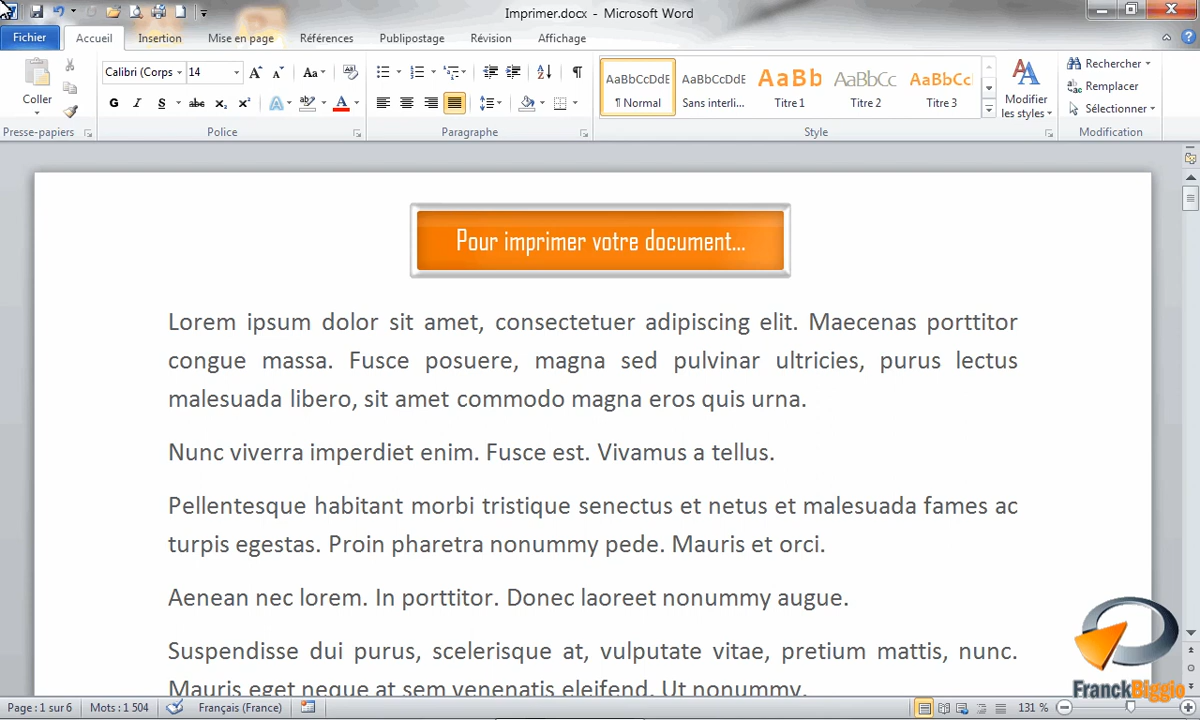 Imprimer.docx - Microsoft Word
Fichier Accueil Insertion Mise en page Références Publipostage Révision Affichage
Coller
Presse-papiers
Calibri (Corps 14
G I S abc x₂ x²
Police
Paragraphe
AaBbCcDdE AaBbCcDdE AaBb AaBbCc AaBbCcI
¶ Normal Sans interli... Titre 1 Titre 2 Titre 3
Style
Modifier
les styles
Rechercher
Remplacer
Sélectionner
Modification
Pour imprimer votre document...
Lorem ipsum dolor sit amet, consectetuer adipiscing elit. Maecenas porttitor
congue massa. Fusce posuere, magna sed pulvinar ultricies, purus lectus
malesuada libero, sit amet commodo magna eros quis urna.
Nunc viverra imperdiet enim. Fusce est. Vivamus a tellus.
Pellentesque habitant morbi tristique senectus et netus et malesuada fames ac
turpis egestas. Proin pharetra nonummy pede. Mauris et orci.
Aenean nec lorem. In porttitor. Donec laoreet nonummy augue.
Suspendisse dui purus, scelerisque at, vulputate vitae, pretium mattis, nunc.
Mauris eget neque at sem venenatis eleifend. Ut nonummy.
FranckBiggio
Page : 1 sur 6 Mots : 1 504 Français (France) 131 %